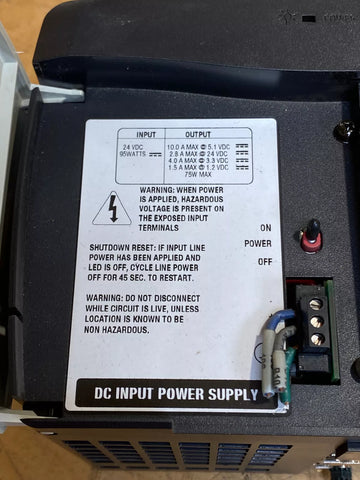 POWER
INPUT OUTPUT
24 VDC 10.0 A MAX @ 5.1 VDC
95WATTS 2.8 A MAX @ 24 VDC
4.0 A MAX @ 3.3 VDC
1.5 A MAX @ 1.2 VDC
75W MAX
WARNING: WHEN POWER
IS APPLIED, HAZARDOUS
VOLTAGE IS PRESENT ON
THE EXPOSED INPUT
TERMINALS
ON
POWER
OFF
SHUTDOWN RESET: IF INPUT LINE
POWER HAS BEEN APPLIED AND
LED IS OFF, CYCLE LINE POWER
OFF FOR 45 SEC. TO RESTART.
WARNING: DO NOT DISCONNECT
WHILE CIRCUIT IS LIVE, UNLESS
LOCATION IS KNOWN TO BE
NON HAZARDOUS.
DC INPUT POWER SUPPLY